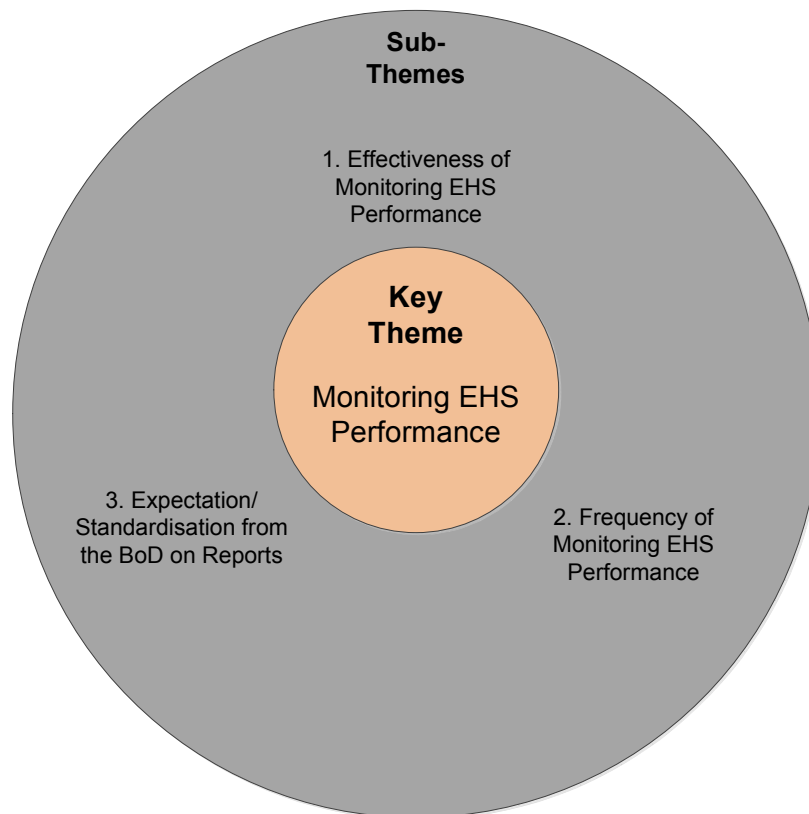 Sub-
Themes
1. Effectiveness of
Monitoring EHS
Performance
Key
Theme
Monitoring EHS
Performance
3. Expectation/
Standardisation from
the BoD on Reports
2. Frequency of
Monitoring EHS
Performance